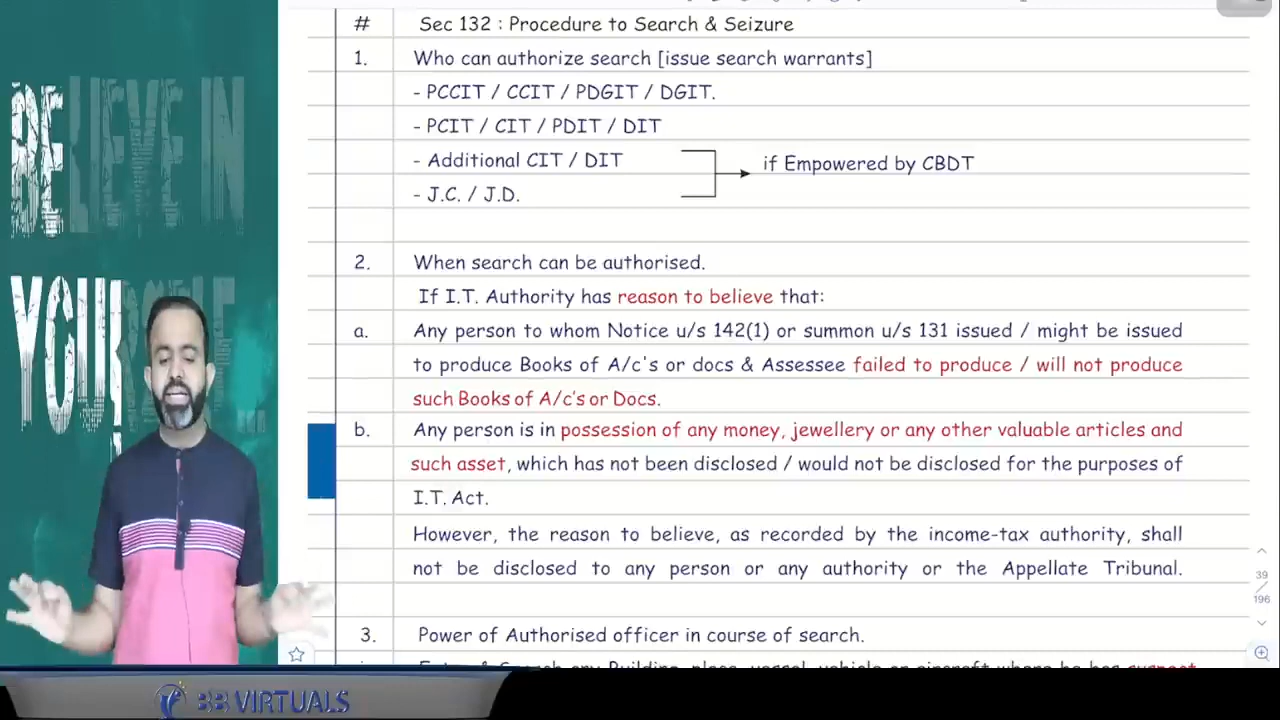 BELIEVE IN
# Sec 132 : Procedure to Search & Seizure
1. Who can authorize search [issue search warrants]
- PCCIT / CCIT / PDGIT / DGIT.
- PCIT / CIT / PDIT / DIT
- Additional CIT / DIT
if Empowered by CBDT
- J.C. / J.D.
2. When search can be authorised.
If I.T. Authority has reason to believe that:
a. Any person to whom Notice u/s 142(1) or summon u/s 131 issued / might be issued
to produce Books of A/c's or docs & Assessee failed to produce / will not produce
such Books of A/c's or Docs.
b. Any person is in possession of any money, jewellery or any other valuable articles and
such asset, which has not been disclosed / would not be disclosed for the purposes of
I.T. Act.
However, the reason to believe, as recorded by the income-tax authority, shall
not be disclosed to any person or any authority or the Appellate Tribunal.
3. Power of Authorised officer in course of search.
39
/
196
BB VIRTUALS